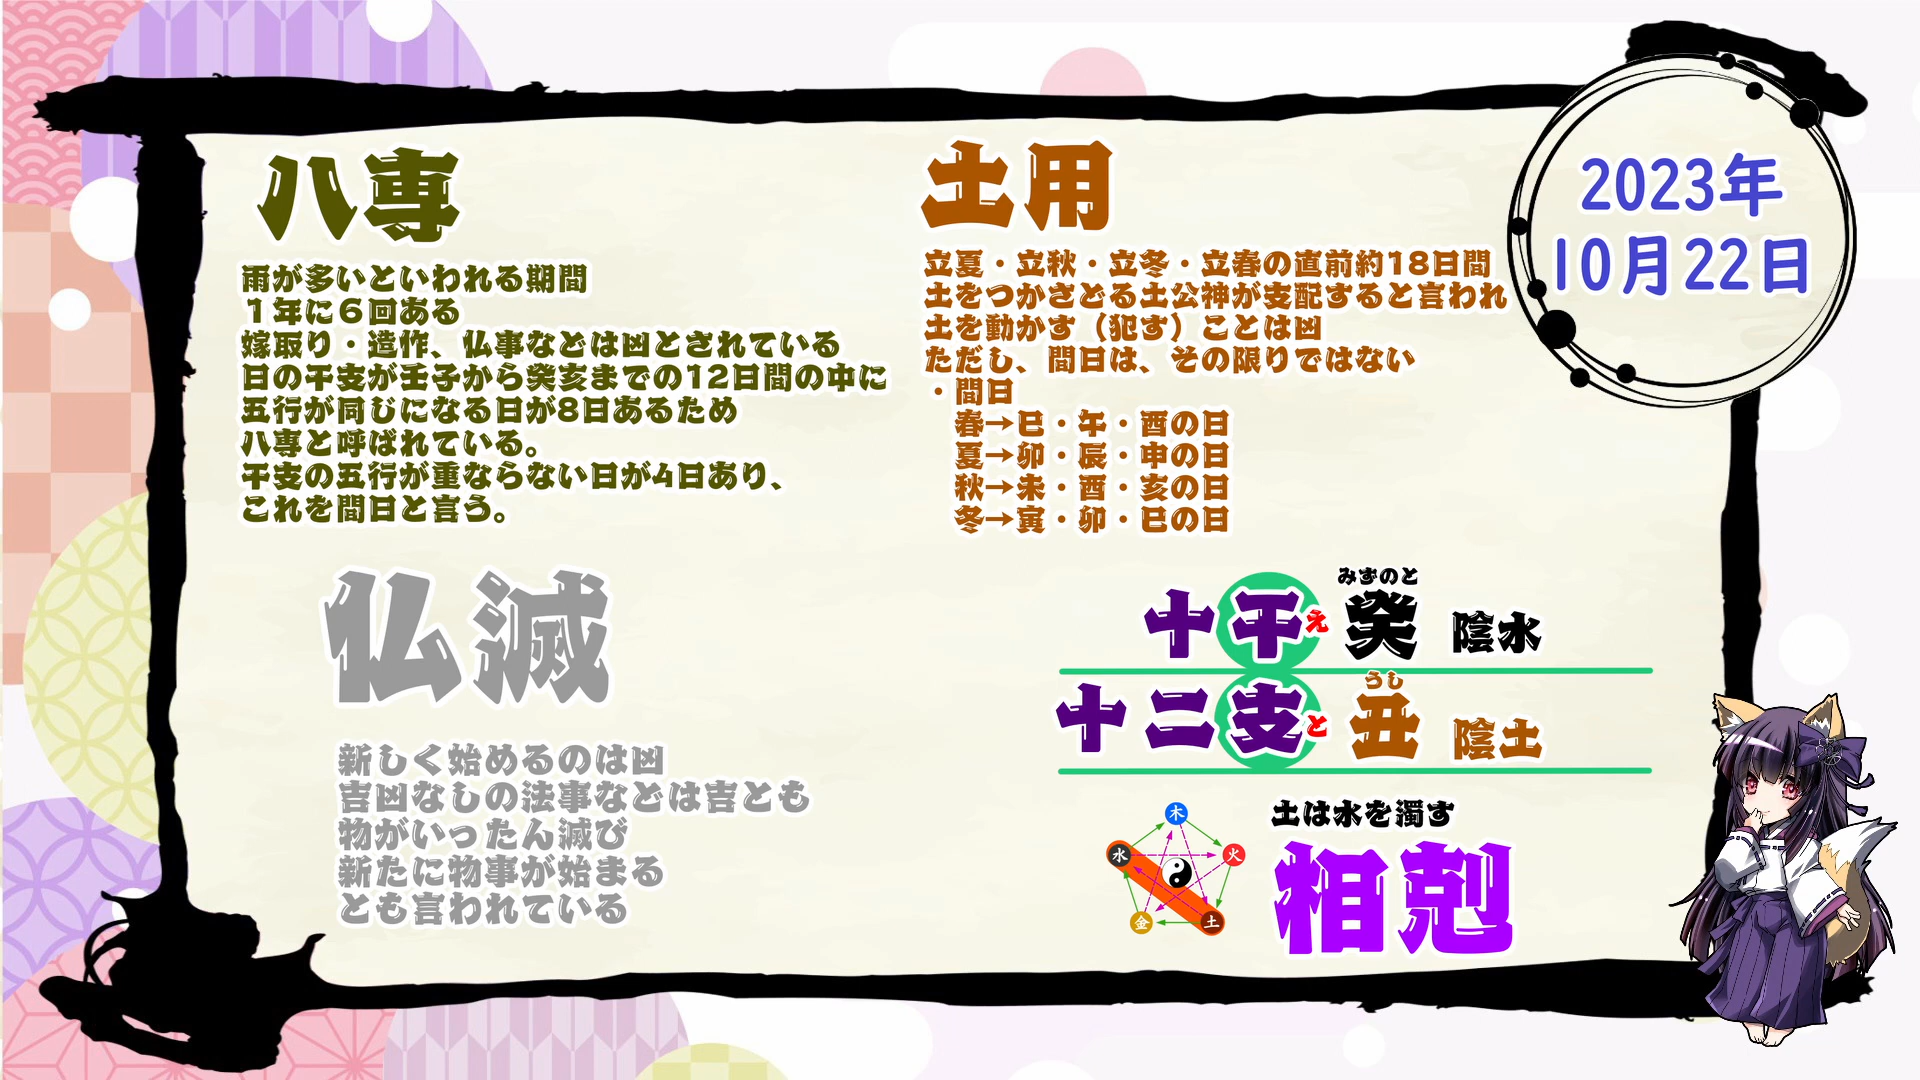 2023年
10月22日
八専
雨が多いといわれる期間
１年に６回ある
嫁取り・造作、仏事などは凶とされている
日の干支が壬子から癸亥までの12日間の中に
五行が同じになる日が8日あるため
八専と呼ばれている。
干支の五行が重ならない日が4日あり、
これを間日と言う。
土用
立夏・立秋・立冬・立春の直前約18日間
土をつかさどる土公神が支配すると言われ
土を動かす（犯す）ことは凶
ただし、間日は、その限りではない
・間日
春→巳・午・酉の日
夏→卯・辰・申の日
秋→未・酉・亥の日
冬→寅・卯・巳の日
仏滅
新しく始めるのは凶
吉凶なしの法事などは吉とも
物がいったん滅び
新たに物事が始まる
とも言われている
みずのと
十干え 癸 陰水
うし
十二支と 丑 陰土
土は水を濁す
相剋
木
水 火
金 土